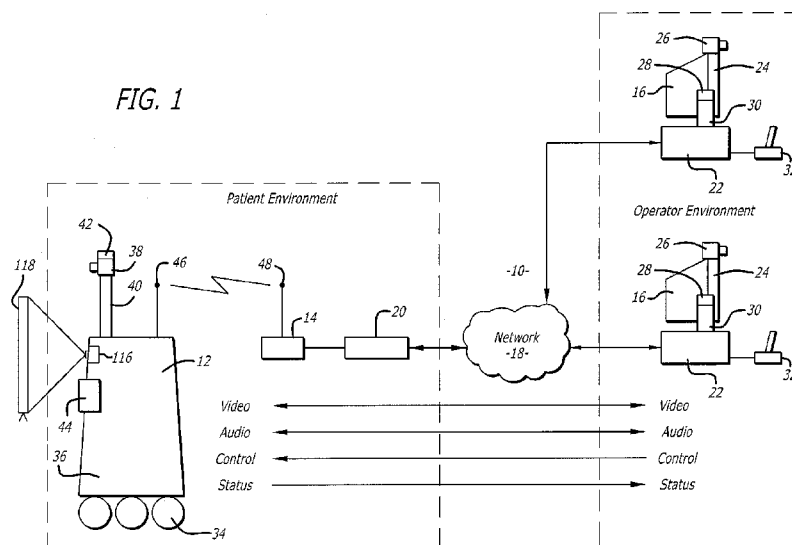 FIG. 1
26
28
24
16
30
22
32
Patient Environment
Operator Environment
42
38
46
48
40
118
-10-
26
28
24
16
30
14
20
Network
-18-
116
12
22
32
44
36
34
Video
Video
Audio
Audio
Control
Control
Status
Status